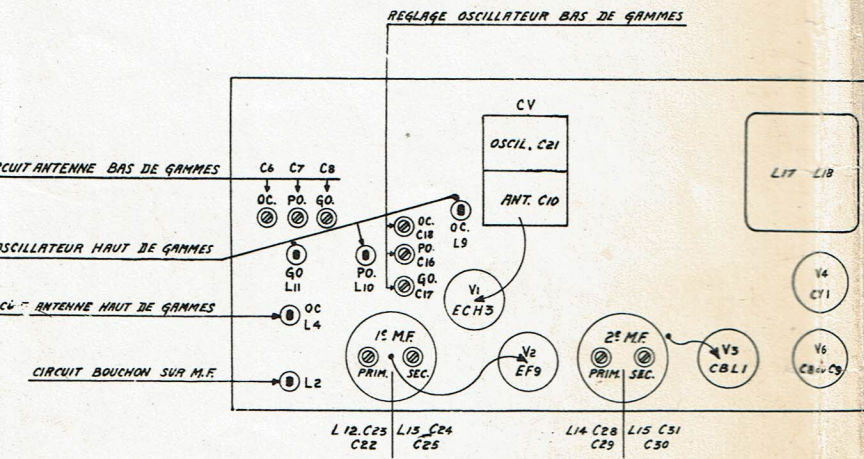 REGLAGE OSCILLATEUR BAS DE GAMMES
CV
OSCIL. C21
ANT. C10
L17 L18
CUIT ANTENNE BAS DE GAMMES
C6 C7 C8
OC. PO. GO.
OSCILLATEUR HAUT DE GAMMES
OC.
L9
OC.
C18
PO.
C16
GO.
C17
GO
L11
PO.
L10
V1
ECH3
V4
CY1
ANTENNE HAUT DE GAMMES
OC
L4
1e M.F.
PRIM. SEC.
V2
EF9
2e M.F.
PRIM. SEC.
V3
CBL1
V6
CIRCUIT BOUCHON SUR M.F.
L2
L12.C23 L13 C24
C22 C25
L14 C28 L15 C31
C29 C30